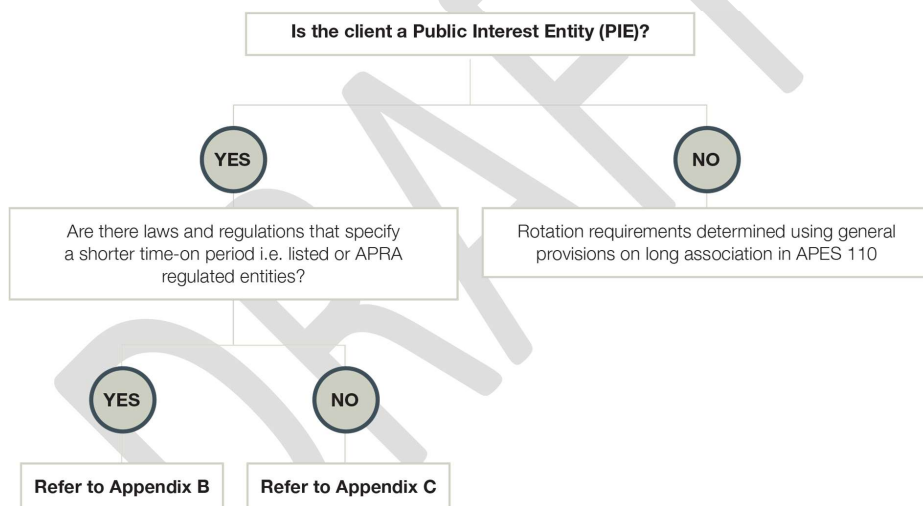 Is the client a Public Interest Entity (PIE)?
YES
NO
Are there laws and regulations that specify
a shorter time-on period i.e. listed or APRA
regulated entities?
Rotation requirements determined using general
provisions on long association in APES 110
YES
NO
Refer to Appendix B
Refer to Appendix C
DRAFT